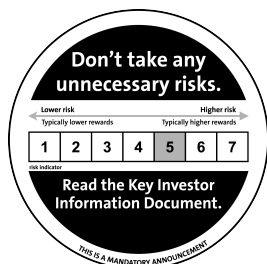 Don't take any
unnecessary risks.
Lower risk Higher risk
Typically lower rewards Typically higher rewards
1 2 3 4 5 6 7
risk indicator
Read the Key Investor
Information Document.
THIS IS A MANDATORY ANNOUNCEMENT